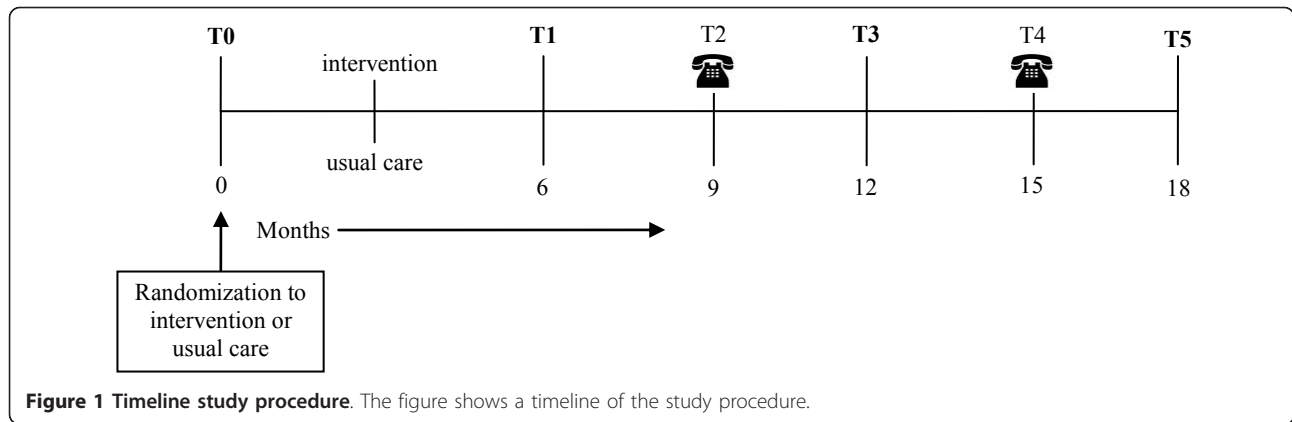 T0 T1 T2 T3 T4 T5
intervention
usual care
0 6 9 12 15 18
Months
Randomization to
intervention or
usual care
Figure 1 Timeline study procedure. The figure shows a timeline of the study procedure.